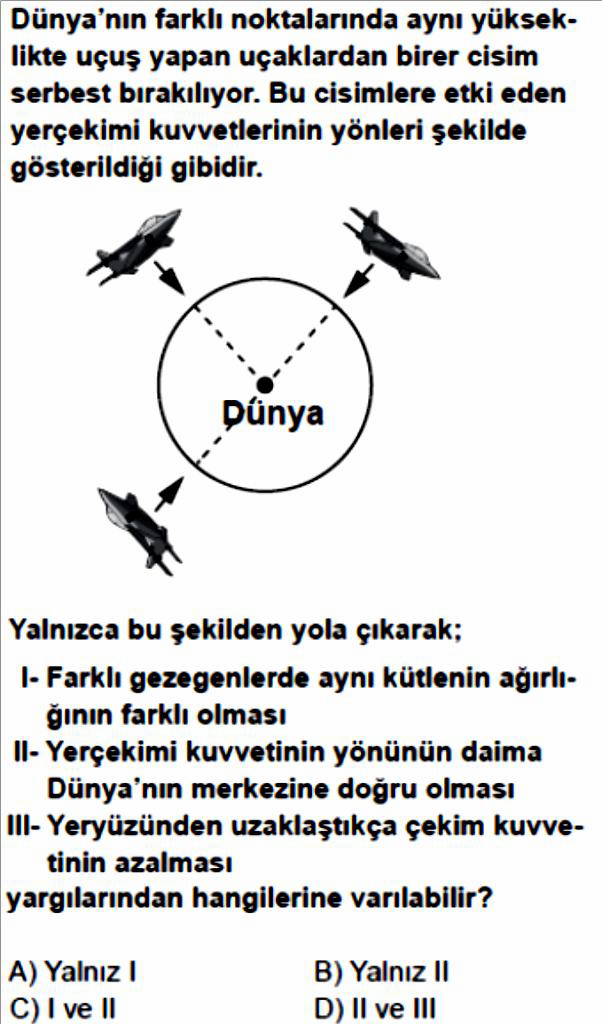 Dünya'nın farklı noktalarında aynı yüksek-
likte uçuş yapan uçaklardan birer cisim
serbest bırakılıyor. Bu cisimlere etki eden
yerçekimi kuvvetlerinin yönleri şekilde
gösterildiği gibidir.
Dünya
Yalnızca bu şekilden yola çıkarak;
I- Farklı gezegenlerde aynı kütlenin ağırlı-
ğının farklı olması
II- Yerçekimi kuvvetinin yönünün daima
Dünya'nın merkezine doğru olması
III- Yeryüzünden uzaklaştıkça çekim kuvve-
tinin azalması
yargılarından hangilerine varılabilir?
A) Yalnız I B) Yalnız II
C) I ve II D) II ve III